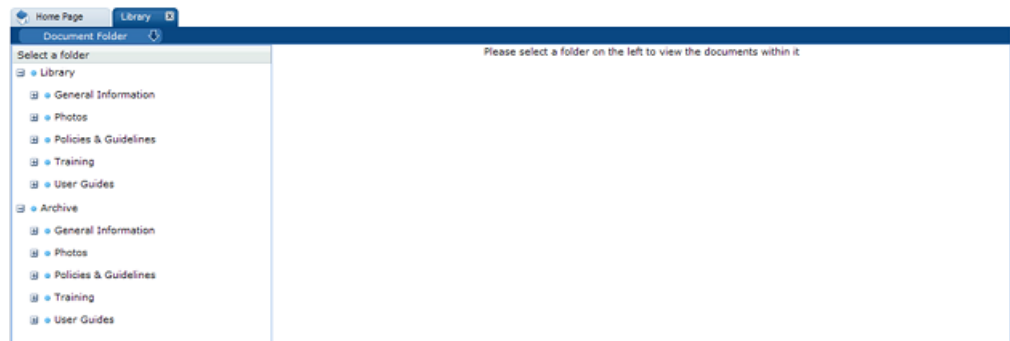 Home Page
Library
Document Folder
Select a folder
Please select a folder on the left to view the documents within it
Library
General Information
Photos
Policies & Guidelines
Training
User Guides
Archive
General Information
Photos
Policies & Guidelines
Training
User Guides